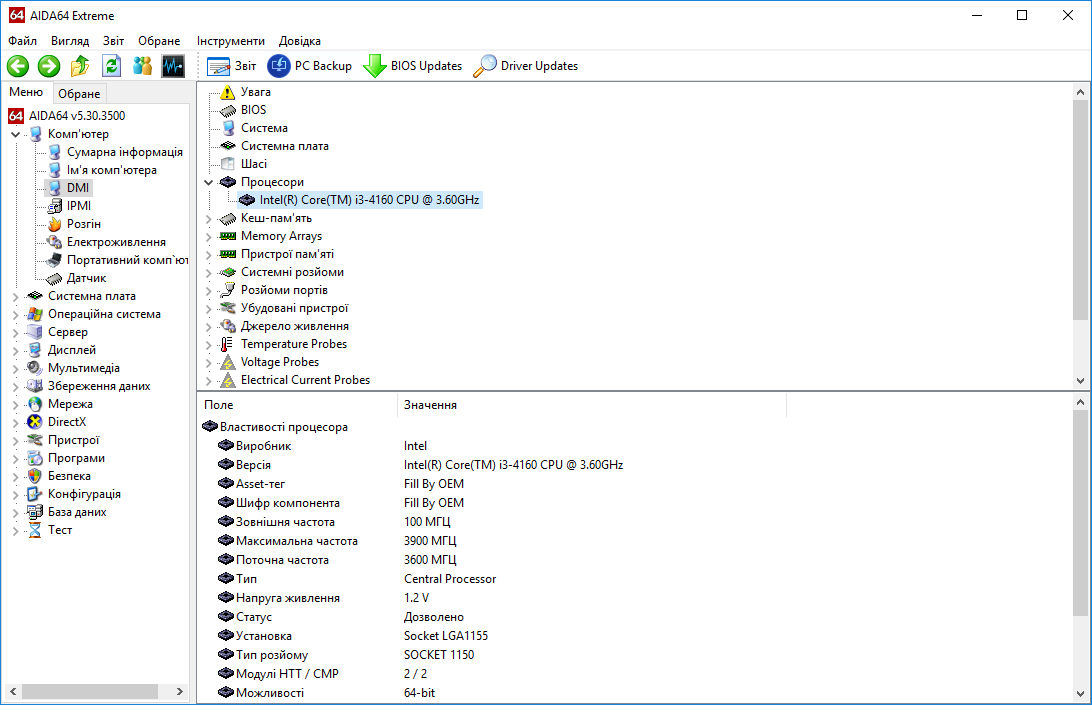 AIDA64 Extreme
Файл Вигляд Звіт Обране Інструменти Довідка
Звіт PC Backup BIOS Updates Driver Updates
Меню Обране
64 AIDA64 v5.30.3500
Комп'ютер
Сумарна інформація
Ім'я комп'ютера
DMI
IPMI
Розгін
Електроживлення
Портативний комп`ют
Датчик
Системна плата
Операційна система
Сервер
Дисплей
Мультимедіа
Збереження даних
Мережа
DirectX
Пристрої
Програми
Безпека
Конфігурація
База даних
Тест
Увага
BIOS
Система
Системна плата
Шасі
Процесори
Intel(R) Core(TM) i3-4160 CPU @ 3.60GHz
Кеш-пам'ять
Memory Arrays
Пристрої пам'яті
Системні розйоми
Розйоми портів
Убудовані пристрої
Джерело живлення
Temperature Probes
Voltage Probes
Electrical Current Probes
Поле Значення
Властивості процесора
Виробник Intel
Версія Intel(R) Core(TM) i3-4160 CPU @ 3.60GHz
Asset-тег Fill By OEM
Шифр компонента Fill By OEM
Зовнішня частота 100 МГЦ
Максимальна частота 3900 МГЦ
Поточна частота 3600 МГЦ
Тип Central Processor
Напруга живлення 1.2 V
Статус Дозволено
Установка Socket LGA1155
Тип розйому SOCKET 1150
Модулі HTT / CMP 2 / 2
Можливості 64-bit